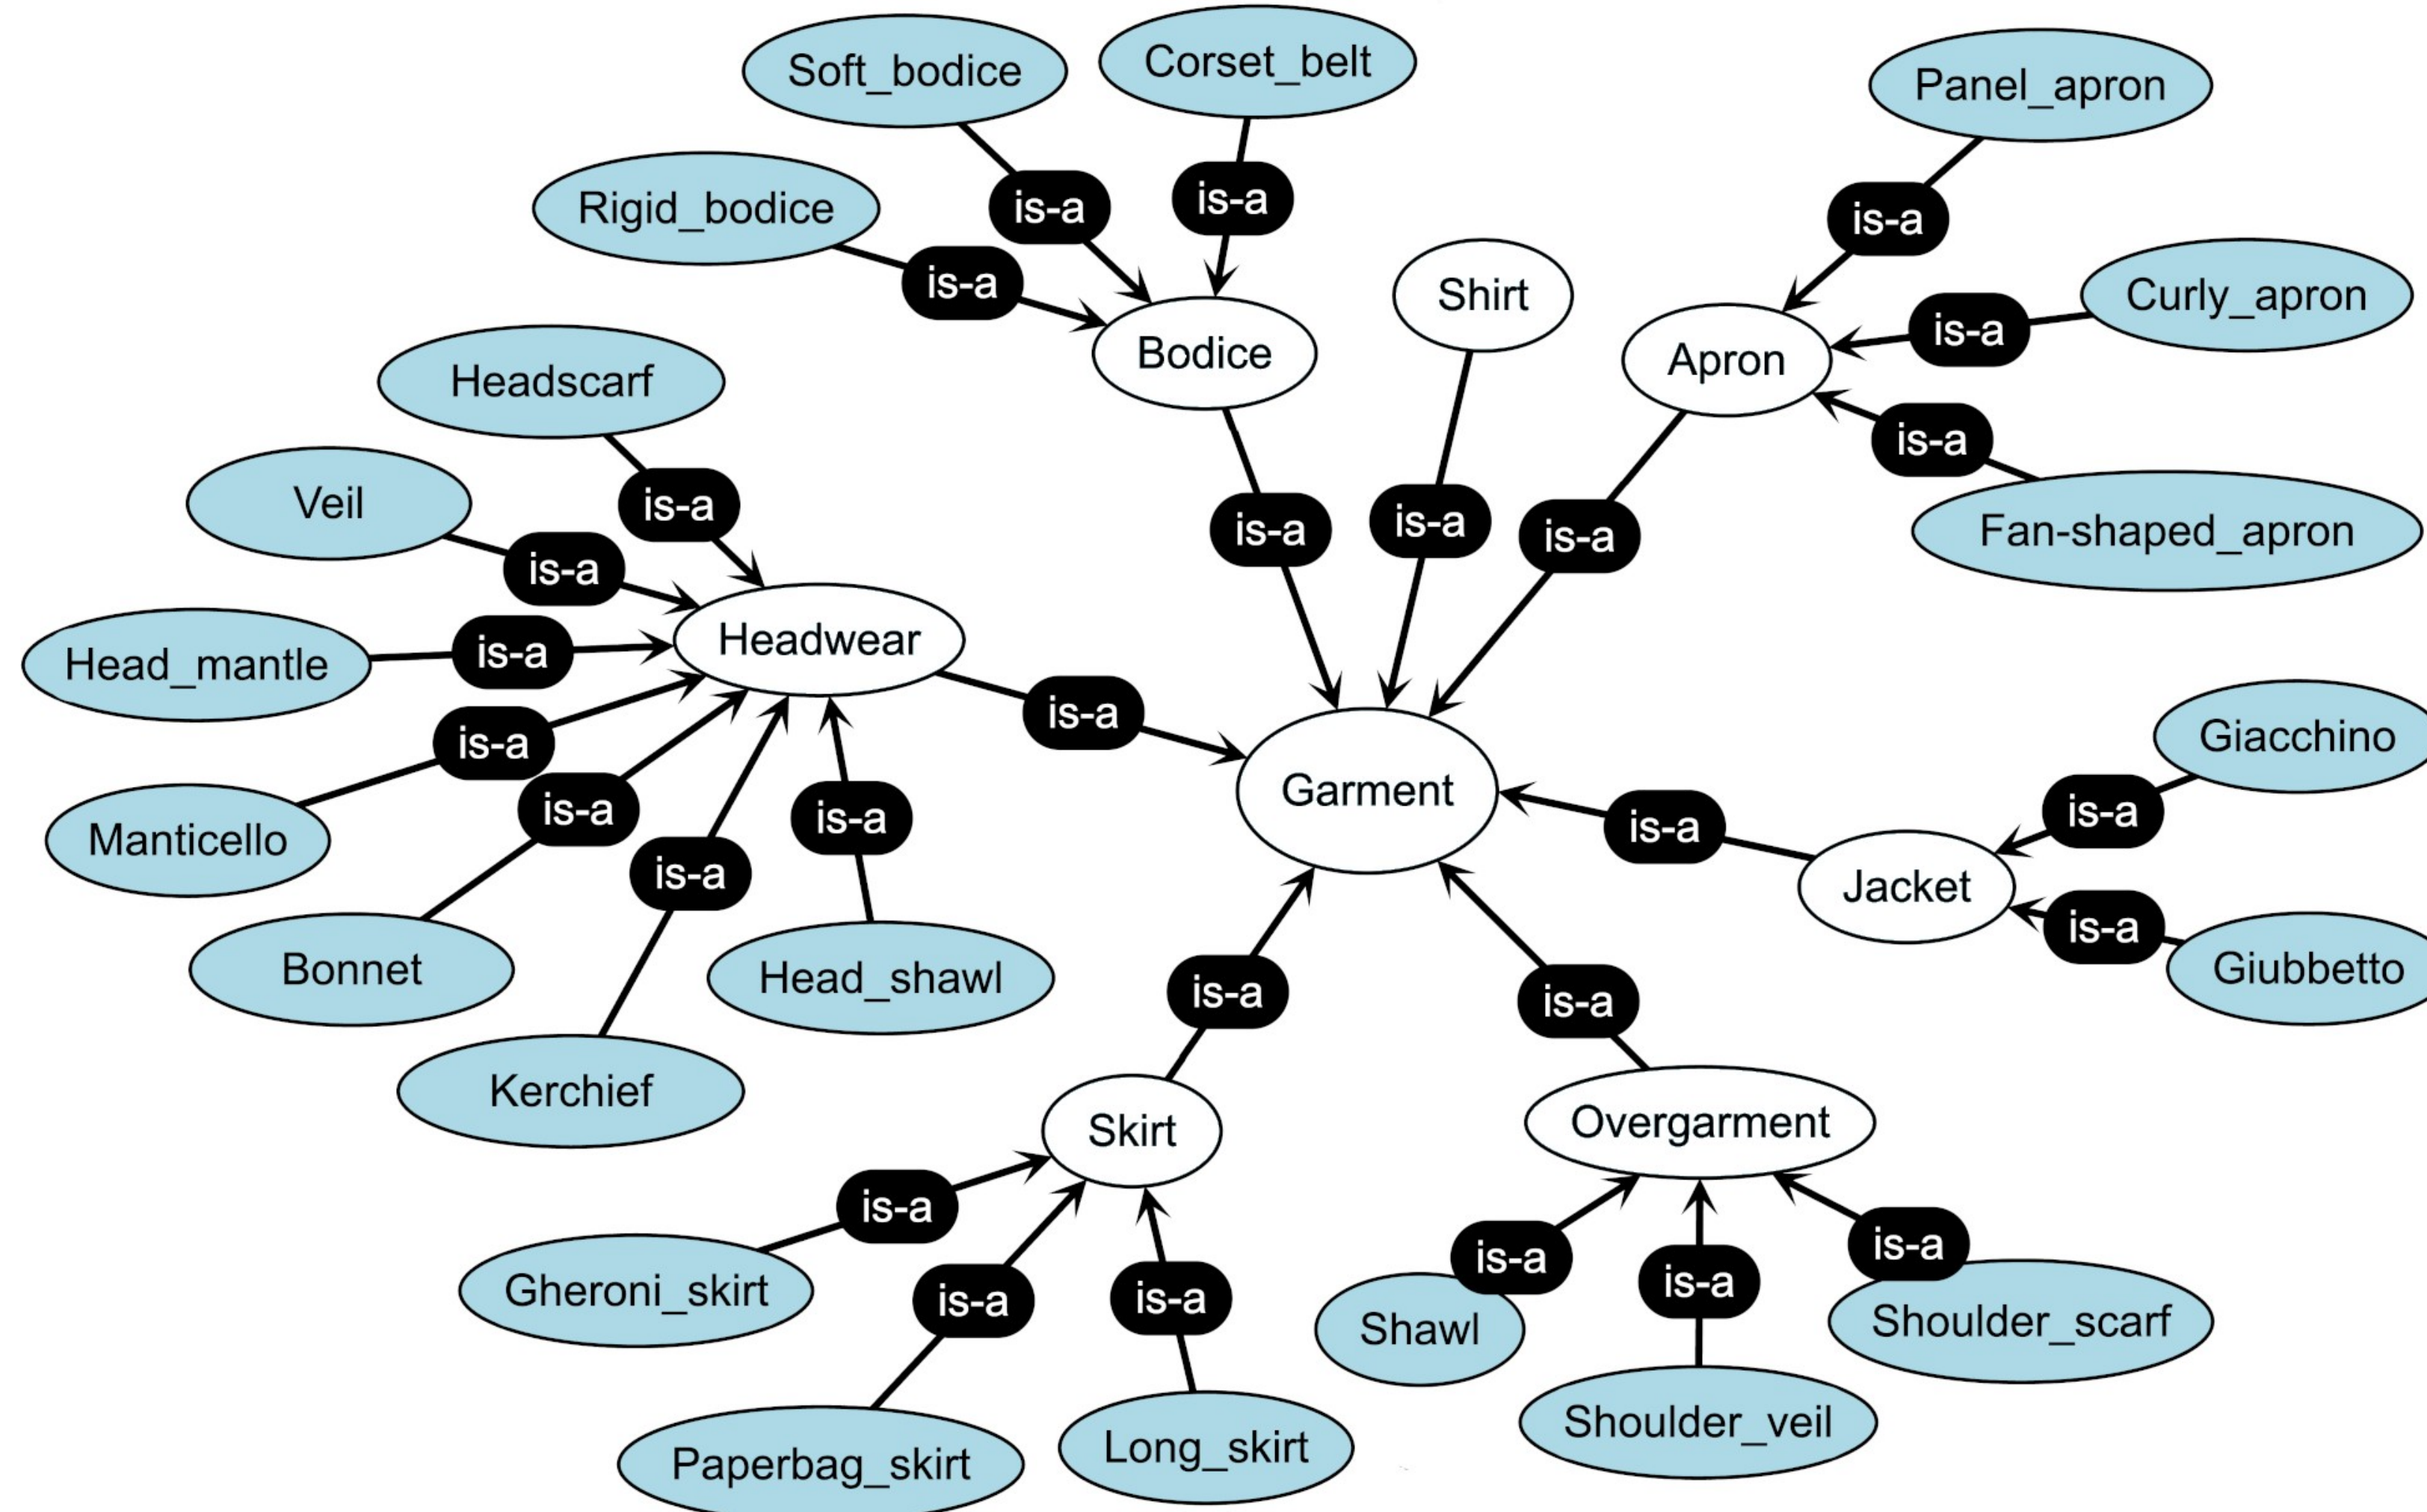 Soft_bodice
Corset_belt
Panel_apron
is-a
is-a
Rigid_bodice
is-a
is-a
Shirt
Curly_apron
is-a
Bodice
Apron
is-a
Headscarf
is-a
Veil
is-a
is-a
is-a
is-a
Fan-shaped_apron
is-a
Headwear
Head_mantle
is-a
is-a
Giacchino
is-a
Garment
is-a
Manticello
is-a
is-a
is-a
is-a
Jacket
is-a
Bonnet
Head_shawl
is-a
is-a
Giubbetto
Kerchief
Skirt
Overgarment
is-a
is-a
is-a
Gheroni_skirt
is-a
is-a
is-a
Shawl
Shoulder_scarf
Paperbag_skirt
Long_skirt
Shoulder_veil